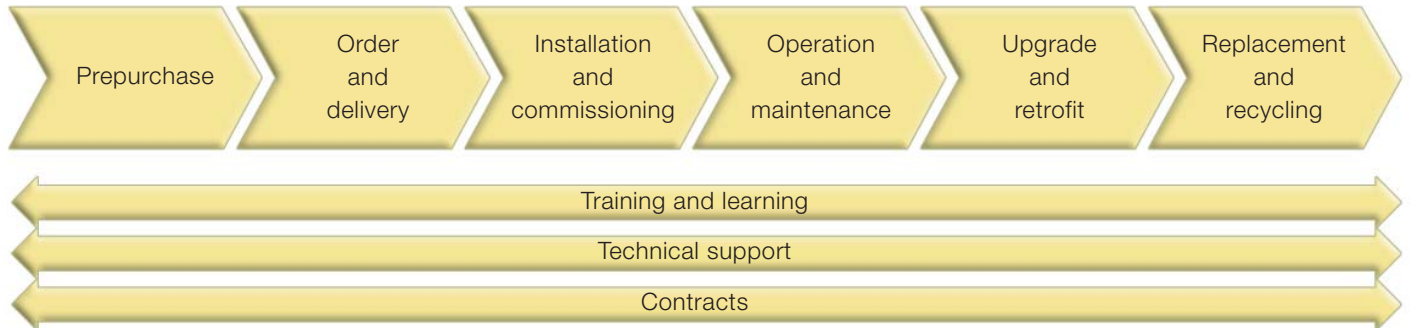 Prepurchase
Order
and
delivery
Installation
and
commissioning
Operation
and
maintenance
Upgrade
and
retrofit
Replacement
and
recycling
Training and learning
Technical support
Contracts